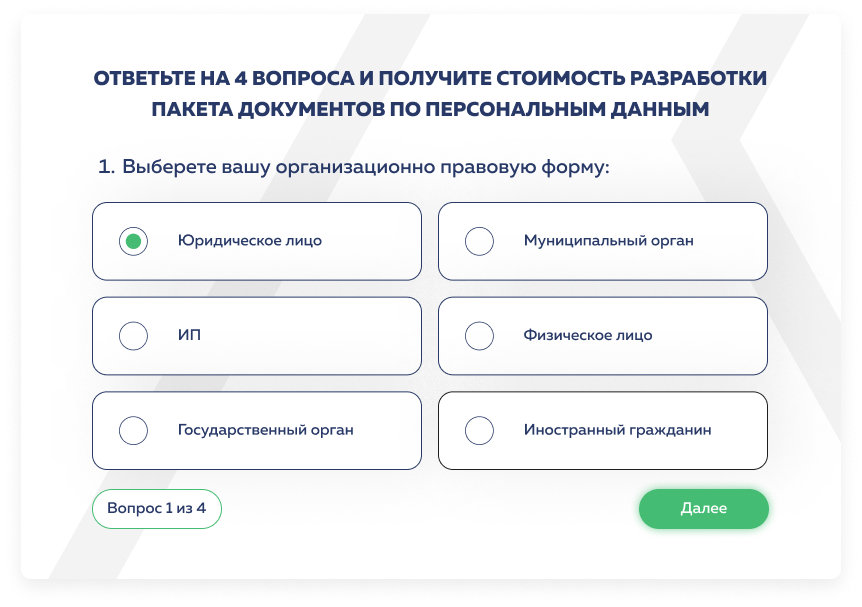 ОТВЕТЬТЕ НА 4 ВОПРОСА И ПОЛУЧИТЕ СТОИМОСТЬ РАЗРАБОТКИ
ПАКЕТА ДОКУМЕНТОВ ПО ПЕРСОНАЛЬНЫМ ДАННЫМ
1. Выберете вашу организационно правовую форму:
Юридическое лицо
Муниципальный орган
ИП
Физическое лицо
Государственный орган
Иностранный гражданин
Вопрос 1 из 4
Далее